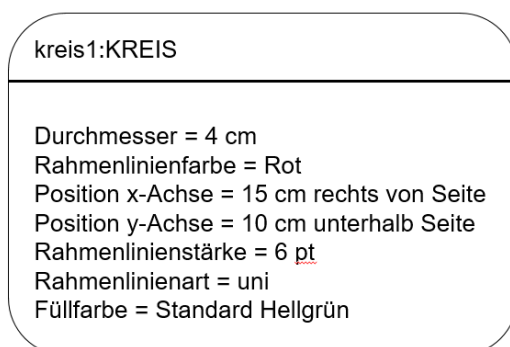 kreis1:KREIS
Durchmesser = 4 cm
Rahmenlinienfarbe = Rot
Position x-Achse = 15 cm rechts von Seite
Position y-Achse = 10 cm unterhalb Seite
Rahmenlinienstärke = 6 pt
Rahmenlinienart = uni
Füllfarbe = Standard Hellgrün